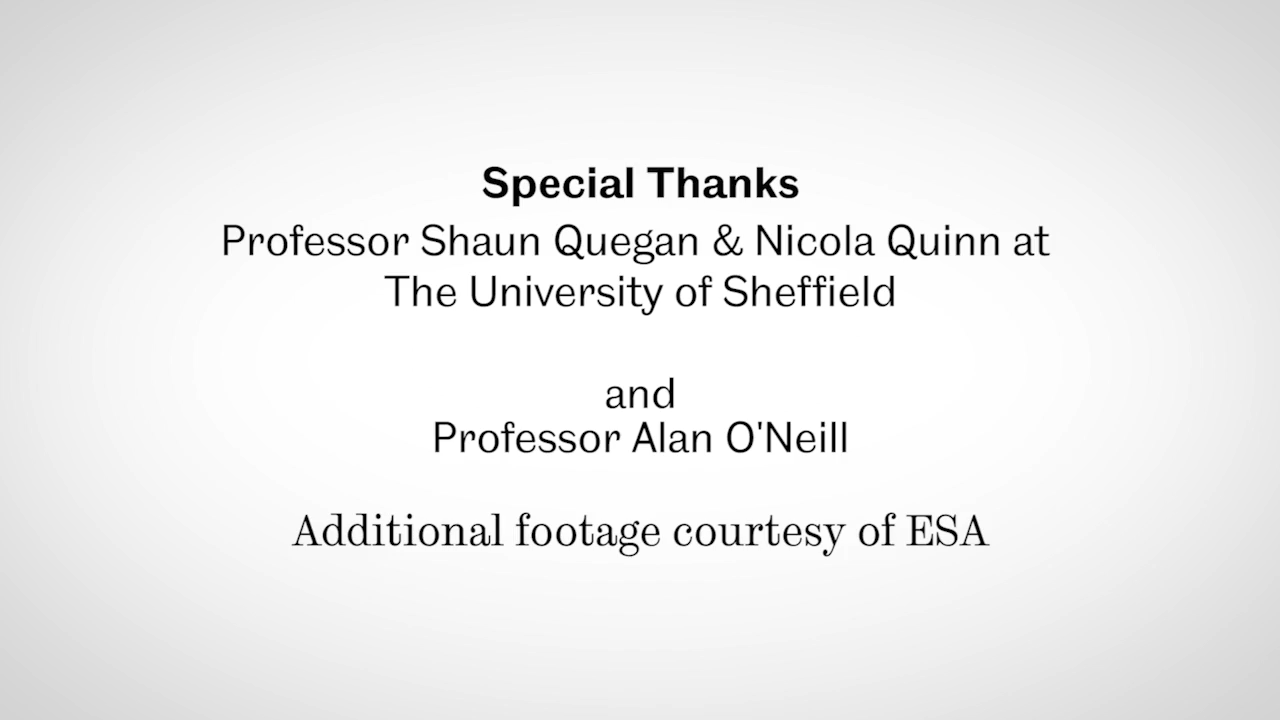 Special Thanks
Professor Shaun Quegan & Nicola Quinn at
The University of Sheffield
and
Professor Alan O'Neill
Additional footage courtesy of ESA